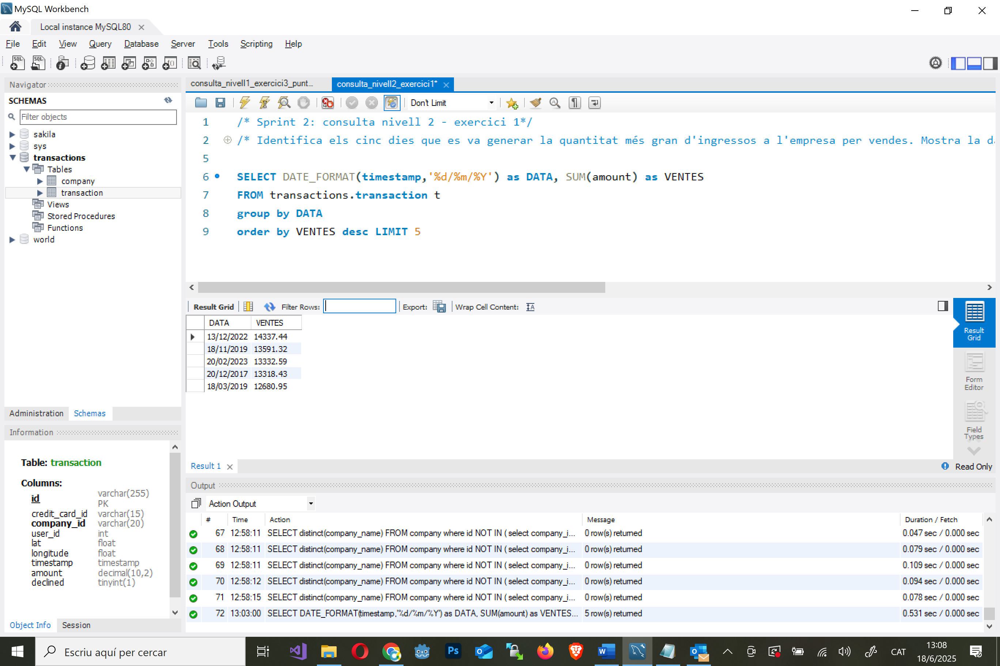 MySQL Workbench
Local instance MySQL80
File Edit View Query Database Server Tools Scripting Help
Navigator
SCHEMAS
Filter objects
sakila
sys
transactions
Tables
company
transaction
Views
Stored Procedures
Functions
world
Administration Schemas
Information
Table: transaction
Columns:
id varchar(255) PK
credit_card_id varchar(15)
company_id varchar(20)
user_id int
lat float
longitude float
timestamp timestamp
amount decimal(10,2)
declined tinyint(1)
Object Info Session
consulta_nivell1_exercici3_punt... consulta_nivell2_exercici1*
Don't Limit
1 /* Sprint 2: consulta nivell 2 - exercici 1*/
2 /* Identifica els cinc dies que es va generar la quantitat més gran d'ingressos a l'empresa per vendes. Mostra la d
5
6 SELECT DATE_FORMAT(timestamp,'%d/%m/%Y') as DATA, SUM(amount) as VENTES
7 FROM transactions.transaction t
8 group by DATA
9 order by VENTES desc LIMIT 5
Result Grid Filter Rows: Export: Wrap Cell Content:
DATA VENTES
13/12/2022 14337.44
18/11/2019 13591.32
20/02/2023 13332.59
20/12/2017 13318.43
18/03/2019 12680.95
Result Grid
Form Editor
Field Types
Result 1
Read Only
Output
Action Output
# Time Action Message Duration / Fetch
67 12:58:11 SELECT distinct(company_name) FROM company where id NOT IN ( select company_i... 0 row(s) returned 0.047 sec / 0.000 sec
68 12:58:11 SELECT distinct(company_name) FROM company where id NOT IN ( select company_i... 0 row(s) returned 0.079 sec / 0.000 sec
69 12:58:11 SELECT distinct(company_name) FROM company where id NOT IN ( select company_i... 0 row(s) returned 0.109 sec / 0.000 sec
70 12:58:12 SELECT distinct(company_name) FROM company where id NOT IN ( select company_i... 0 row(s) returned 0.094 sec / 0.000 sec
71 12:58:15 SELECT distinct(company_name) FROM company where id NOT IN ( select company_i... 0 row(s) returned 0.078 sec / 0.000 sec
72 13:03:00 SELECT DATE_FORMAT(timestamp,'%d/%m/%Y') as DATA, SUM(amount) as VENTES... 5 row(s) returned 0.531 sec / 0.000 sec
Escriu aquí per cercar
CAT
13:08
18/6/2025